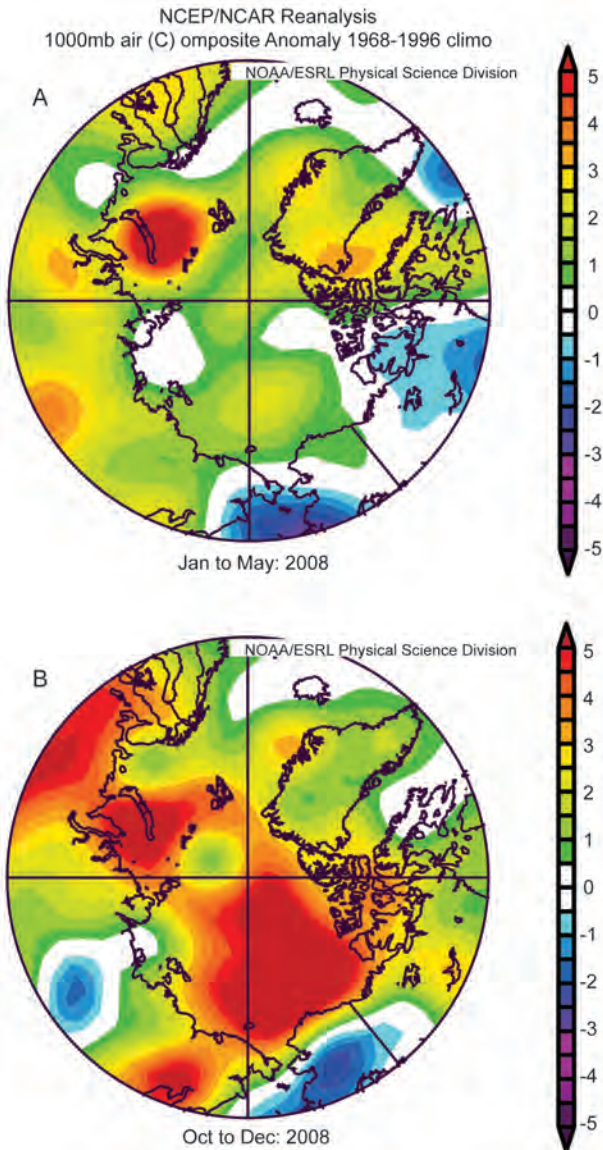 NCEP/NCAR Reanalysis
1000mb air (C) omposite Anomaly 1968-1996 climo
NOAA/ESRL Physical Science Division
A
5
4
3
2
1
0
-1
-2
-3
-4
-5
Jan to May: 2008
NOAA/ESRL Physical Science Division
B
5
4
3
2
1
0
-1
-2
-3
-4
-5
Oct to Dec: 2008